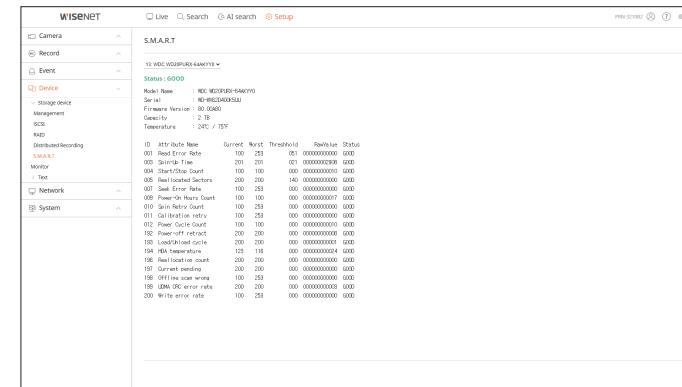 WISENET
Live Search AI search Setup
Camera
Record
Event
Device
Storage device
Management
iSCSI
RAID
Distributed Recording
S.M.A.R.T
Monitor
Text
Network
System
S.M.A.R.T
13: WDC WD20PURX-64AKYY0
Status : GOOD
Model Name : WDC WD20PURX-64AKYY0
Serial :
Firmware Version : 80.00A80
Capacity : 2 TB
Temperature : 24℃ / 75℉
ID Attribute Name Current Worst Threshhold RawValue Status
001 Read Error Rate 100 253 051 000000000000 GOOD
003 Spin-Up Time 201 201 021 000000002908 GOOD
004 Start/Stop Count 100 100 000 000000000010 GOOD
005 Reallocated Sectors 200 200 140 000000000000 GOOD
007 Seek Error Rate 100 253 000 000000000000 GOOD
009 Power-On Hours Count 100 100 000 000000000017 GOOD
010 Spin Retry Count 100 253 000 000000000000 GOOD
011 Calibration retry 100 253 000 000000000000 GOOD
012 Power Cycle Count 100 100 000 000000000010 GOOD
192 Power-off retract 200 200 000 000000000008 GOOD
193 Load/Unload cycle 200 200 000 000000000001 GOOD
194 HDA temperature 123 116 000 000000000024 GOOD
196 Reallocation count 200 200 000 000000000000 GOOD
197 Current pending 200 200 000 000000000000 GOOD
198 Offline scan wrong 100 253 000 000000000000 GOOD
199 UDMA CRC error rate 200 200 000 000000000003 GOOD
200 Write error rate 100 253 000 000000000000 GOOD